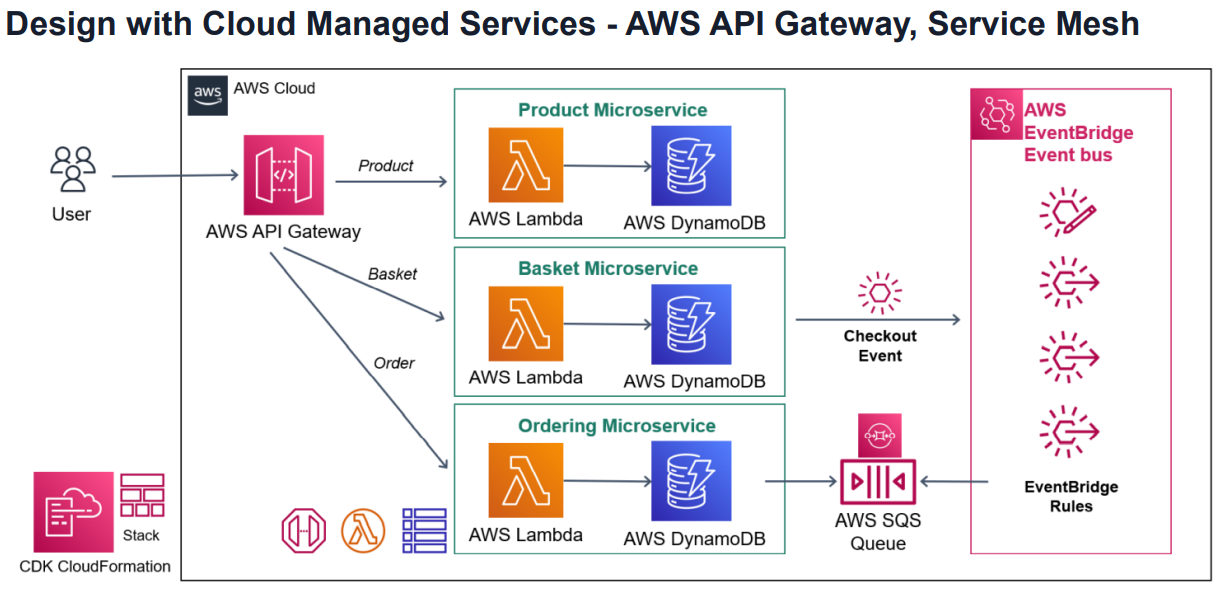 Design with Cloud Managed Services - AWS API Gateway, Service Mesh
aws
AWS Cloud
User
AWS API Gateway
</>
Product
Basket
Order
Product Microservice
AWS Lambda
AWS DynamoDB
Basket Microservice
AWS Lambda
AWS DynamoDB
Ordering Microservice
AWS Lambda
AWS DynamoDB
Checkout
Event
AWS SQS
Queue
AWS
EventBridge
Event bus
EventBridge
Rules
Stack
CDK CloudFormation